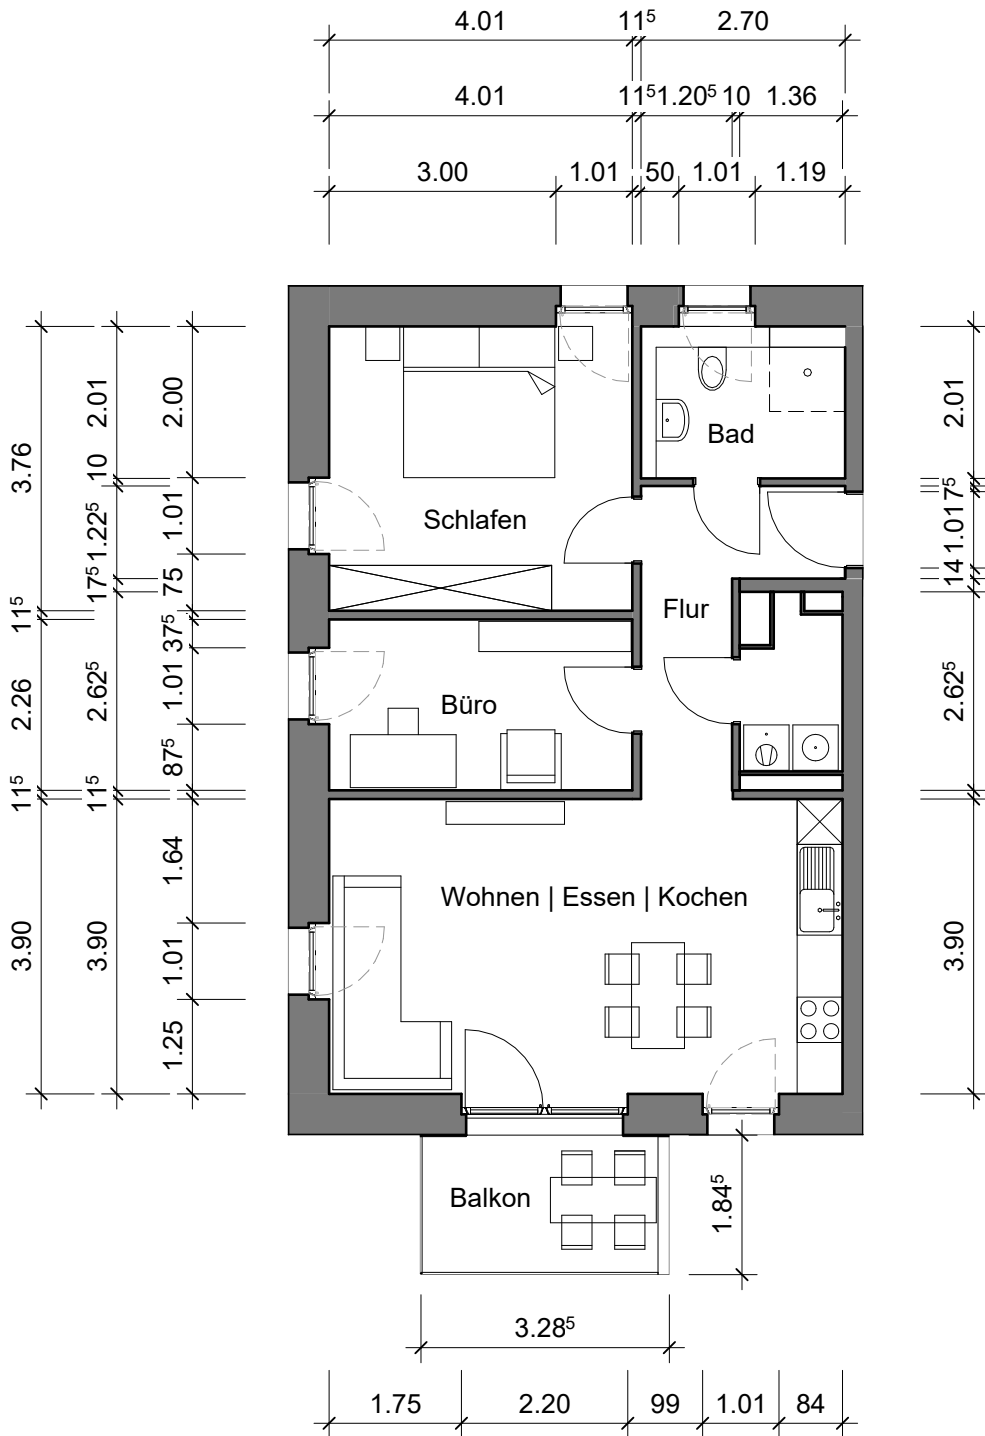 4.01 11⁵ 2.70
4.01 11⁵ 1.20⁵ 10 1.36
3.00 1.01 50 1.01 1.19
3.76 11⁵ 2.26 11⁵ 3.90
2.01 10 1.22⁵ 17⁵ 2.62⁵ 11⁵ 3.90
2.00 1.01 75 37⁵ 1.01 87⁵ 1.64 1.01 1.25
Bad
Schlafen
Flur
Büro
Wohnen | Essen | Kochen
Balkon
2.01 7⁵ 1.01 14 2.62⁵ 3.90
1.84⁵
3.28⁵
1.75 2.20 99 1.01 84